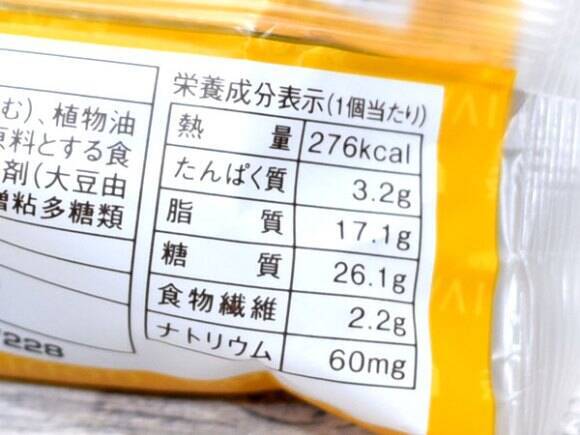 む)、植物油
原料とする食
剤(大豆由
増粘多糖類
7228
栄養成分表示(1個当たり)
熱量 276kcal
たんぱく質 3.2g
脂質 17.1g
糖質 26.1g
食物繊維 2.2g
ナトリウム 60mg